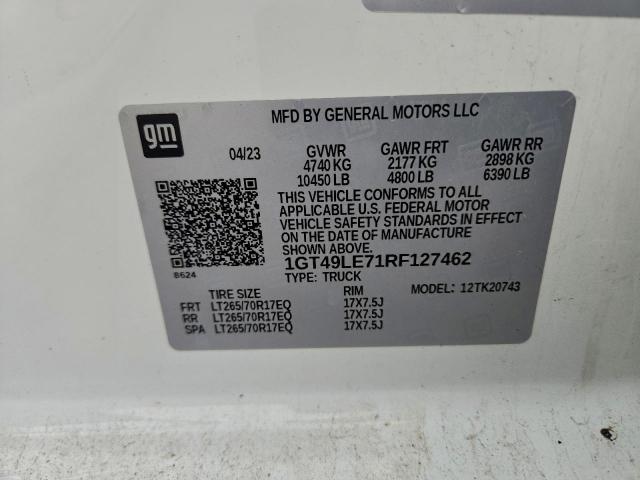 gm
MFD BY GENERAL MOTORS LLC
04/23 GVWR GAWR FRT GAWR RR
4740 KG 2177 KG 2898 KG
10450 LB 4800 LB 6390 LB
THIS VEHICLE CONFORMS TO ALL
APPLICABLE U.S. FEDERAL MOTOR
VEHICLE SAFETY STANDARDS IN EFFECT
ON THE DATE OF MANUFACTURE
SHOWN ABOVE.
B624
1GT49LE71RF127462
TYPE: TRUCK
MODEL: 12TK20743
TIRE SIZE RIM
FRT LT265/70R17EQ 17X7.5J
RR LT265/70R17EQ 17X7.5J
SPA LT265/70R17EQ 17X7.5J